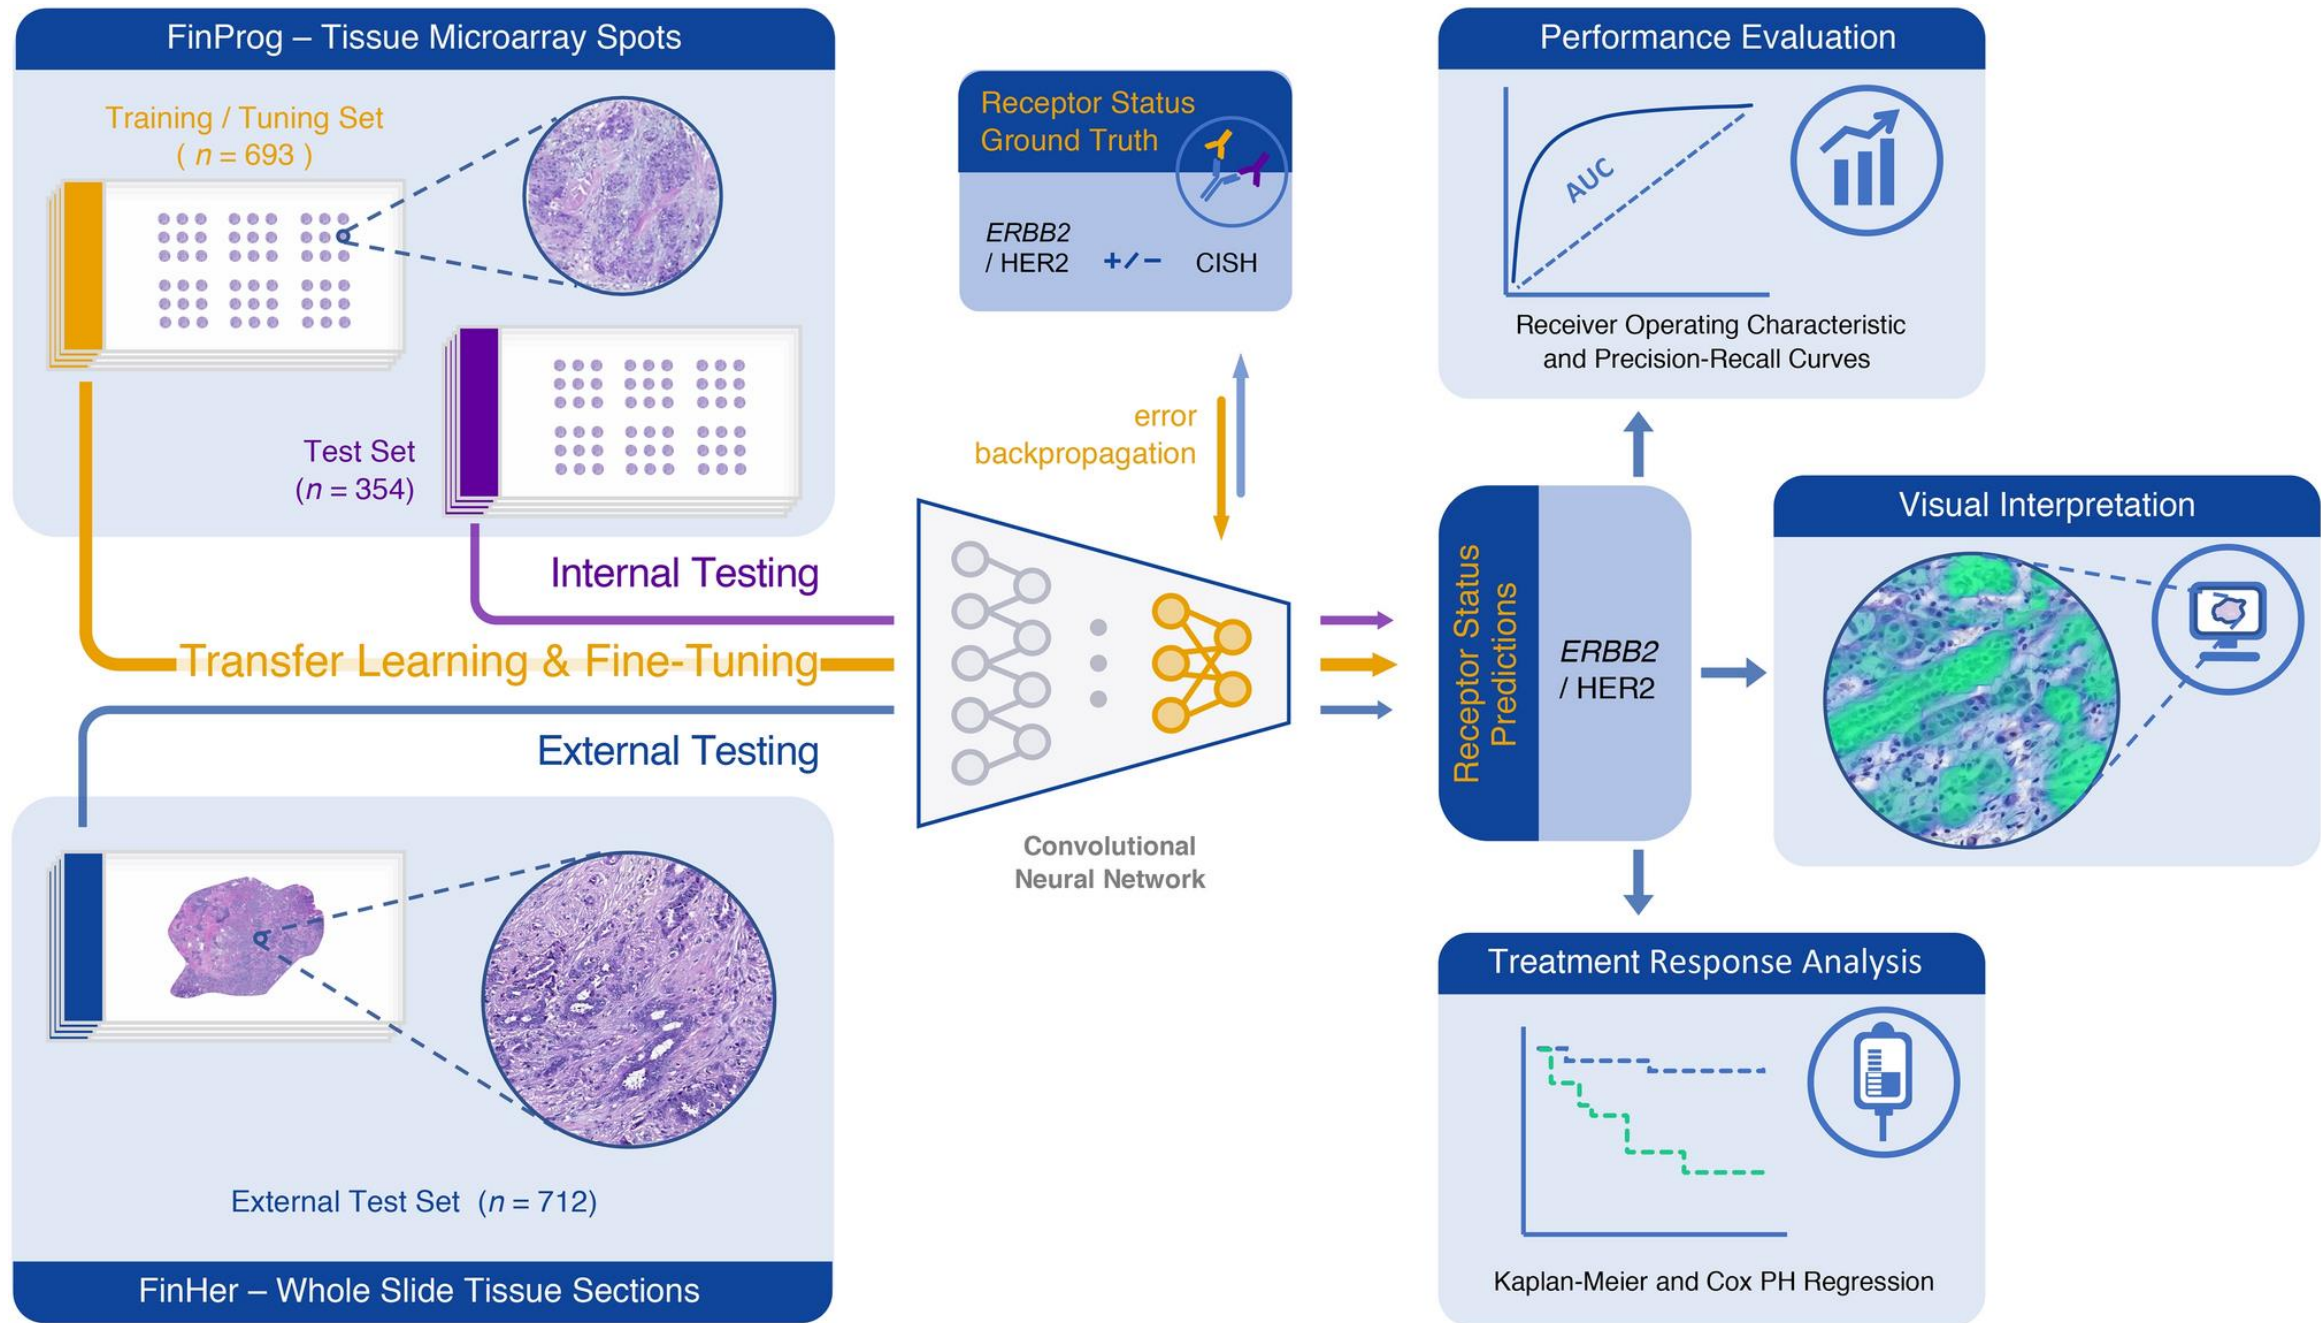 FinProg – Tissue Microarray Spots
Training / Tuning Set
( n = 693 )
Test Set
(n = 354)
Internal Testing
Transfer Learning & Fine-Tuning
External Testing
External Test Set (n = 712)
FinHer – Whole Slide Tissue Sections
Receptor Status
Ground Truth
ERBB2
/ HER2 +/− CISH
error
backpropagation
Convolutional
Neural Network
Receptor Status
Predictions
ERBB2
/ HER2
Performance Evaluation
AUC
Receiver Operating Characteristic
and Precision-Recall Curves
Visual Interpretation
Treatment Response Analysis
Kaplan-Meier and Cox PH Regression